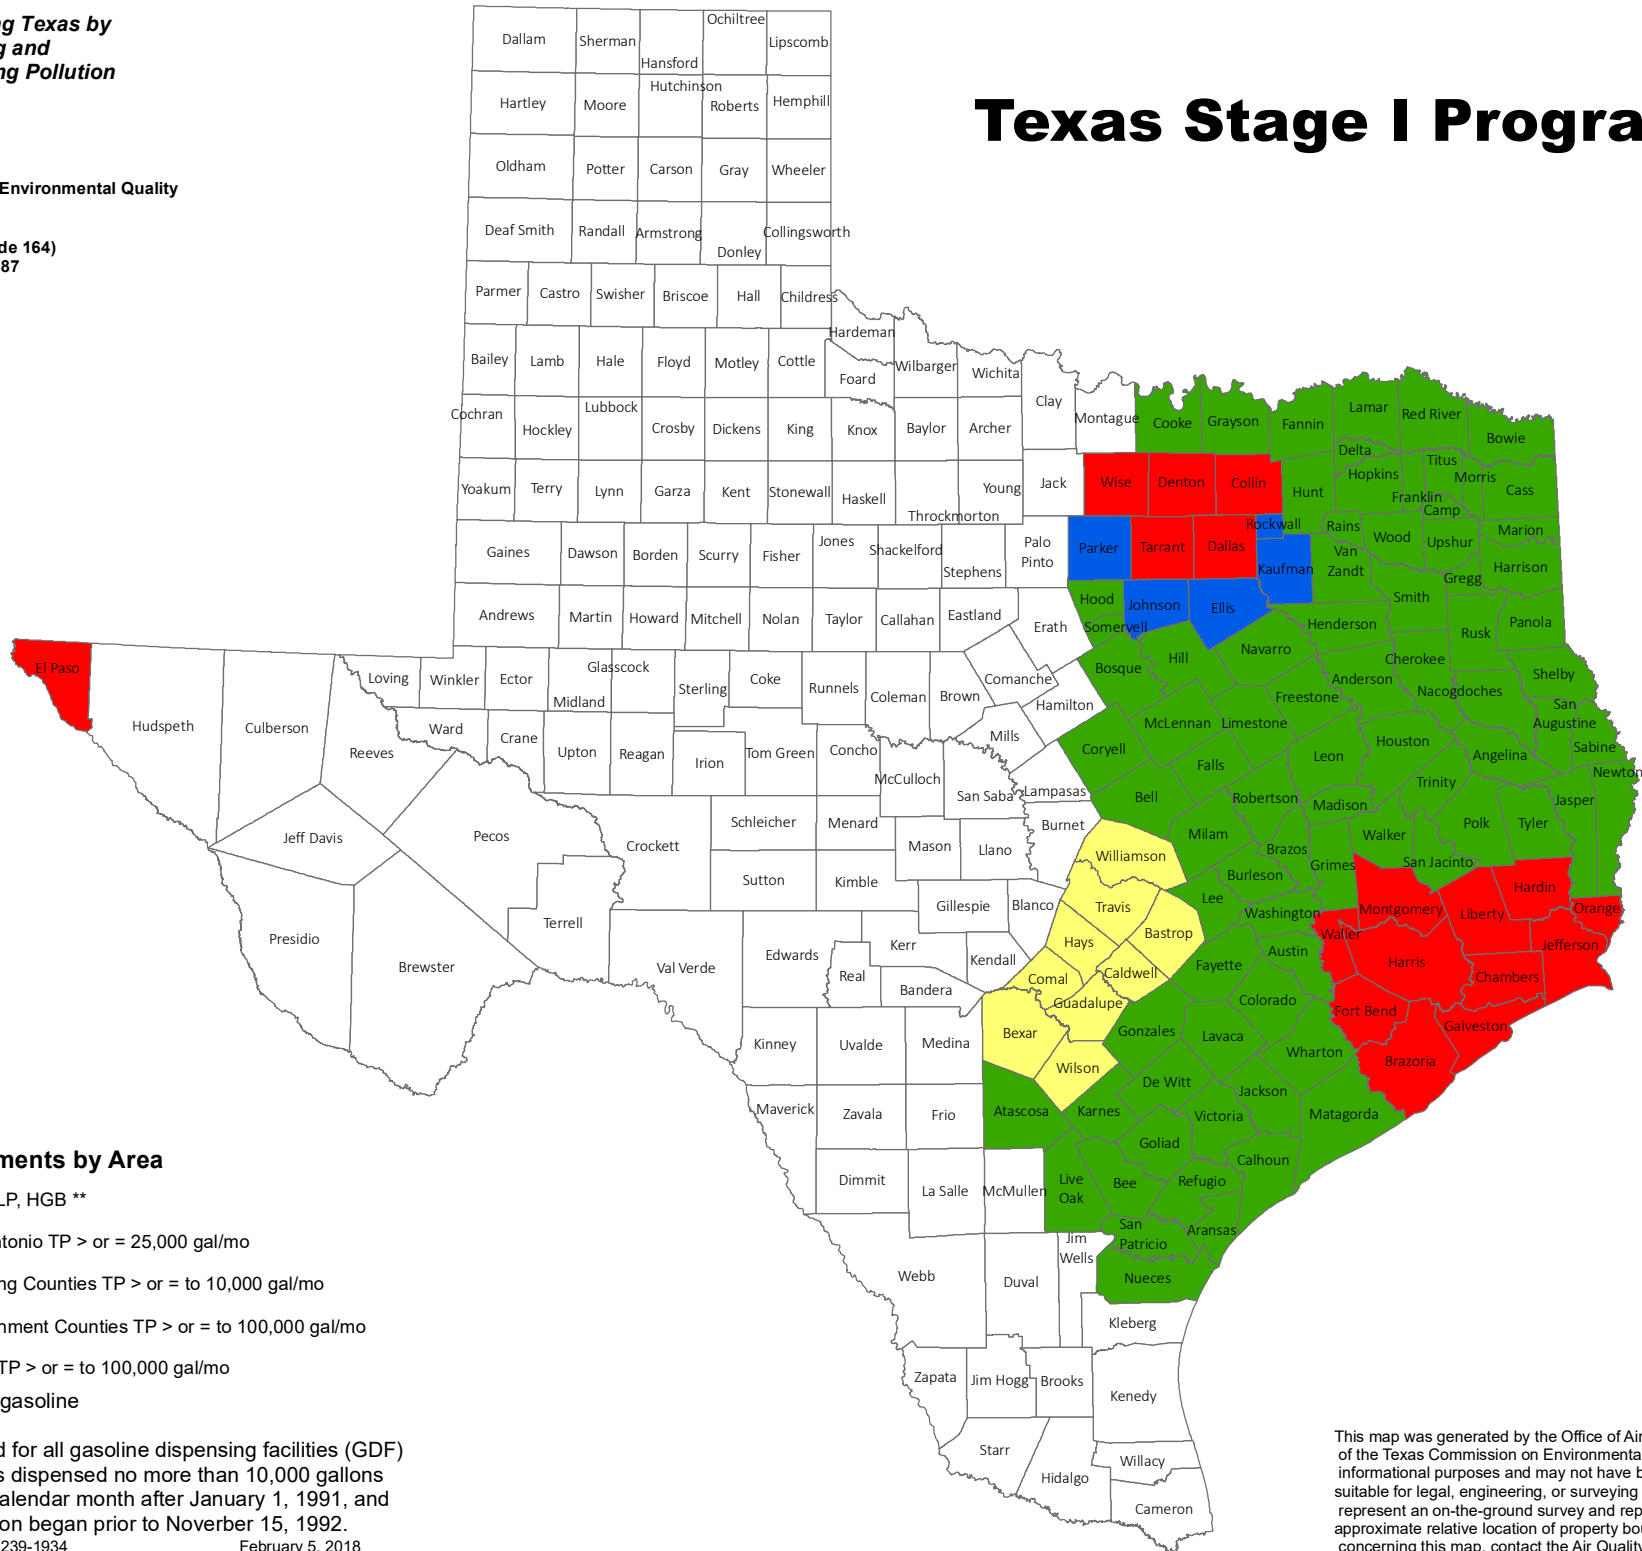 ng Texas by
g and
ng Pollution
Environmental Quality
de 164)
87
Texas Stage I Progra
Ochiltree
Dallam
Sherman
Lipscomb
Hansford
Hutchinson
Hartley
Moore
Roberts
Hemphill
Oldham
Potter
Carson
Gray
Wheeler
Deaf Smith
Randall
Armstrong
Collingsworth
Donley
Parmer
Castro
Swisher
Briscoe
Hall
Childress
Hardeman
Bailey
Lamb
Hale
Floyd
Motley
Cottle
Foard
Wilbarger
Wichita
Clay
Montague
Cooke
Grayson
Fannin
Lamar
Red River
Bowie
Cochran
Hockley
Lubbock
Crosby
Dickens
King
Knox
Baylor
Archer
Delta
Titus
Hopkins
Morris
Franklin
Cass
Camp
Yoakum
Terry
Lynn
Garza
Kent
Stonewall
Haskell
Throckmorton
Young
Jack
Wise
Denton
Collin
Hunt
Rockwall
Rains
Wood
Upshur
Marion
Gaines
Dawson
Borden
Scurry
Fisher
Jones
Shackelford
Stephens
Palo
Pinto
Parker
Tarrant
Dallas
Kaufman
Van
Zandt
Gregg
Harrison
Smith
Andrews
Martin
Howard
Mitchell
Nolan
Taylor
Callahan
Eastland
Erath
Hood
Somervell
Johnson
Ellis
Henderson
Rusk
Panola
El Paso
Hudspeth
Culberson
Reeves
Loving
Winkler
Ector
Glasscock
Midland
Sterling
Coke
Runnels
Coleman
Brown
Comanche
Hamilton
Bosque
Hill
Navarro
Cherokee
Anderson
Nacogdoches
Shelby
San
Augustine
Sabine
Newton
Ward
Crane
Upton
Reagan
Irion
Tom Green
Concho
McCulloch
Mills
San Saba
Lampasas
Coryell
McLennan
Limestone
Freestone
Falls
Leon
Houston
Angelina
Trinity
Jasper
Jeff Davis
Pecos
Crockett
Schleicher
Menard
Mason
Llano
Burnet
Bell
Milam
Robertson
Madison
Walker
Polk
Tyler
San Jacinto
Brazos
Grimes
Burleson
Williamson
Sutton
Kimble
Gillespie
Blanco
Travis
Lee
Washington
Montgomery
Liberty
Hardin
Orange
Jefferson
Presidio
Brewster
Terrell
Val Verde
Edwards
Kerr
Real
Bandera
Kendall
Hays
Bastrop
Comal
Caldwell
Guadalupe
Fayette
Austin
Waller
Harris
Chambers
Fort Bend
Galveston
Brazoria
Colorado
Kinney
Uvalde
Medina
Bexar
Wilson
Gonzales
Lavaca
Wharton
De Witt
Jackson
Matagorda
Maverick
Zavala
Frio
Atascosa
Karnes
Victoria
Goliad
Calhoun
Dimmit
La Salle
McMullen
Live
Oak
Bee
Refugio
San
Patricio
Aransas
Webb
Duval
Jim
Wells
Nueces
Kleberg
Zapata
Jim Hogg
Brooks
Kenedy
Starr
Hidalgo
Willacy
Cameron
ments by Area
LP, HGB **
ntonio TP > or = 25,000 gal/mo
ng Counties TP > or = to 10,000 gal/mo
nment Counties TP > or = to 100,000 gal/mo
TP > or = to 100,000 gal/mo
gasoline
d for all gasoline dispensing facilities (GDF)
s dispensed no more than 10,000 gallons
calendar month after January 1, 1991, and
on began prior to Noverber 15, 1992.
239-1934 February 5, 2018
This map was generated by the Office of Air
of the Texas Commission on Environmenta
informational purposes and may not have b
suitable for legal, engineering, or surveying
represent an on-the-ground survey and rep
approximate relative location of property bou
concerning this map, contact the Air Quality